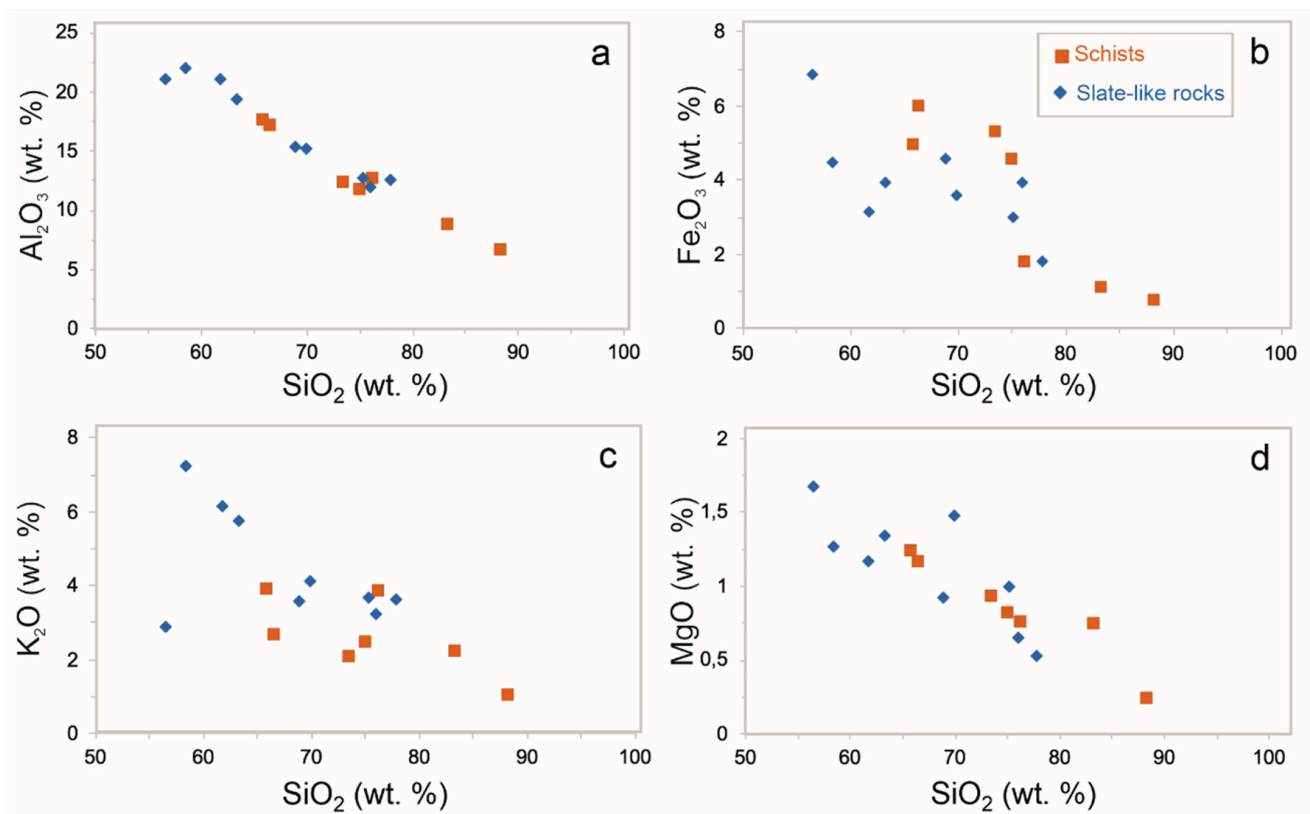 a
25
20
15
10
5
0
Al₂O₃ (wt. %)
50 60 70 80 90 100
SiO₂ (wt. %)
b
Schists
Slate-like rocks
8
6
4
2
0
Fe₂O₃ (wt. %)
50 60 70 80 90 100
SiO₂ (wt. %)
c
8
6
4
2
0
K₂O (wt. %)
50 60 70 80 90 100
SiO₂ (wt. %)
d
2
1,5
1
0,5
0
MgO (wt. %)
50 60 70 80 90 100
SiO₂ (wt. %)